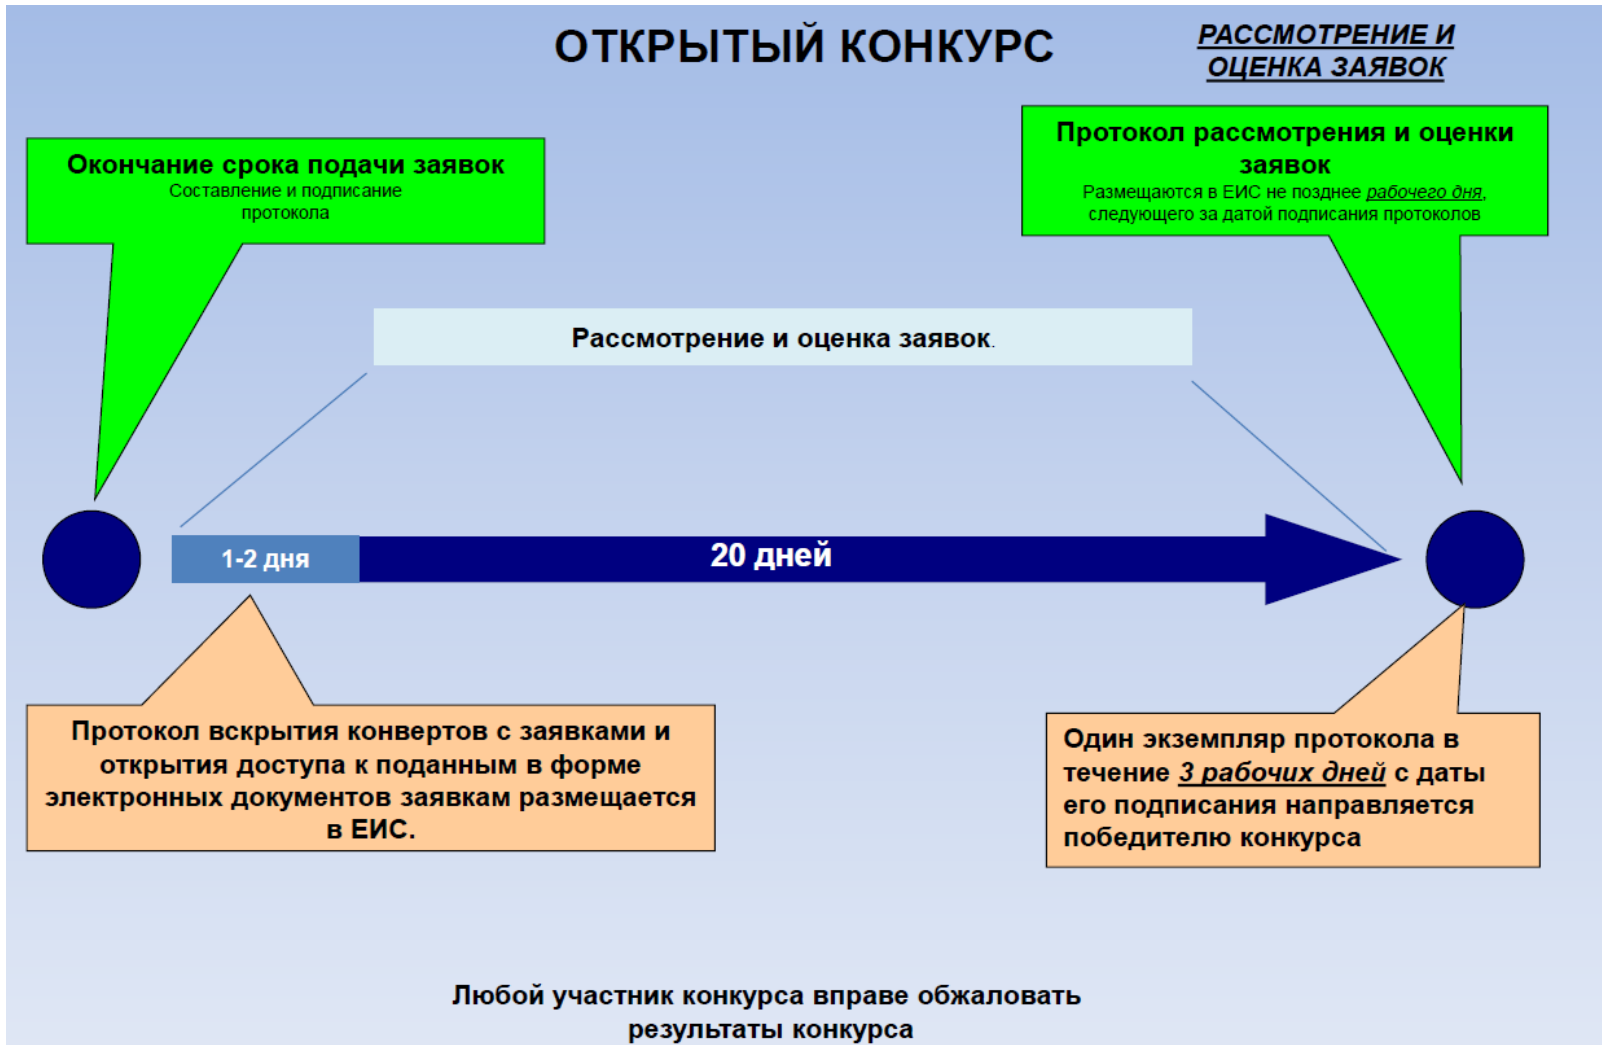 ОТКРЫТЫЙ КОНКУРС
РАССМОТРЕНИЕ И
ОЦЕНКА ЗАЯВОК
Окончание срока подачи заявок
Составление и подписание
протокола
Протокол рассмотрения и оценки
заявок
Размещаются в ЕИС не позднее рабочего дня,
следующего за датой подписания протоколов
Рассмотрение и оценка заявок.
1-2 дня
20 дней
Протокол вскрытия конвертов с заявками и
открытия доступа к поданным в форме
электронных документов заявкам размещается
в ЕИС.
Один экземпляр протокола в
течение 3 рабочих дней с даты
его подписания направляется
победителю конкурса
Любой участник конкурса вправе обжаловать
результаты конкурса